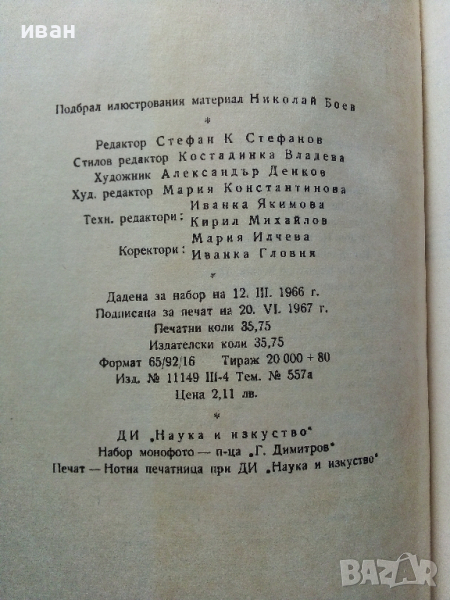 иван
Подбрал илюстрования материал Николай Боев
*
Редактор Стефан К Стефанов
Стилов редактор Костадинка Владева
Художник Александър Денков
Худ. редактор Мария Константинова
Техн. редактори: Иванка Якимова
Кирил Михайлов
Коректори: Мария Илчева
Иванка Гловня
*
Дадена за набор на 12. III. 1966 г.
Подписана за печат на 20. VI. 1967 г.
Печатни коли 35,75
Издателски коли 35,75
Формат 65/92/16 Тираж 20 000 + 80
Изд. № 11149 III-4 Тем. № 557а
Цена 2,11 лв.
*
ДИ „Наука и изкуство“
Набор монофото — п-ца „Г. Димитров“
Печат — Нотна печатница при ДИ „Наука и изкуство“
BAZAR